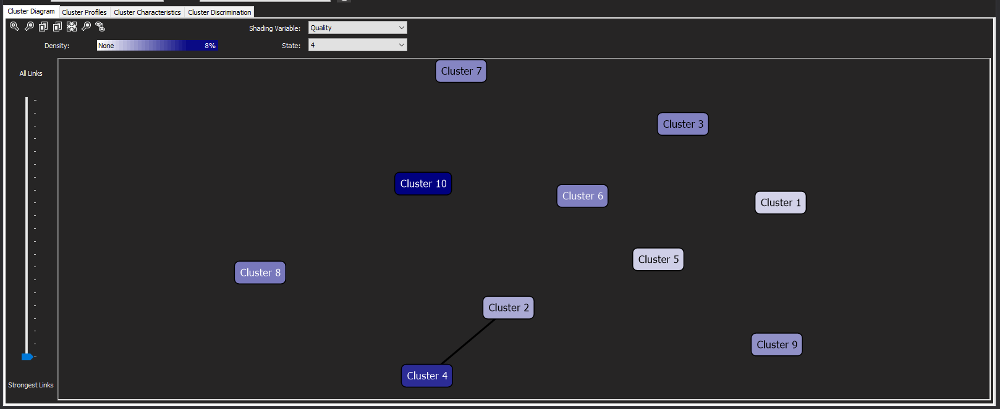 Cluster Diagram Cluster Profiles Cluster Characteristics Cluster Discrimination
Shading Variable: Quality
Density: None 8% State: 4
All Links
Cluster 7
Cluster 3
Cluster 10
Cluster 6
Cluster 1
Cluster 5
Cluster 8
Cluster 2
Cluster 9
Cluster 4
Strongest Links